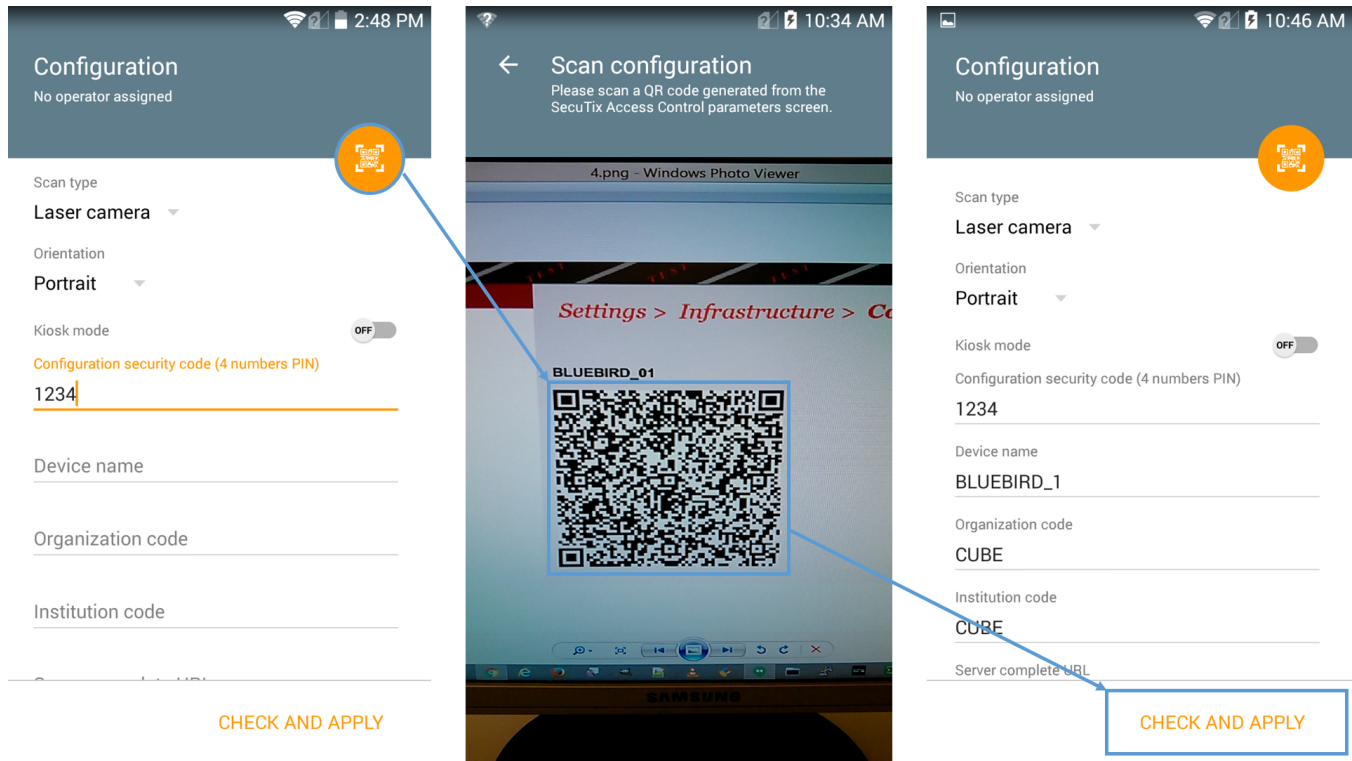 2:48 PM
Configuration
No operator assigned
Scan type
Laser camera
Orientation
Portrait
Kiosk mode
OFF
Configuration security code (4 numbers PIN)
1234
Device name
Organization code
Institution code
CHECK AND APPLY
10:34 AM
Scan configuration
Please scan a QR code generated from the
SecuTix Access Control parameters screen.
4.png - Windows Photo Viewer
TEST TEST TEST
Settings > Infrastructure > Co
BLUEBIRD_01
SAMSUNG
10:46 AM
Configuration
No operator assigned
Scan type
Laser camera
Orientation
Portrait
Kiosk mode
OFF
Configuration security code (4 numbers PIN)
1234
Device name
BLUEBIRD_1
Organization code
CUBE
Institution code
CUBE
Server complete URL
CHECK AND APPLY